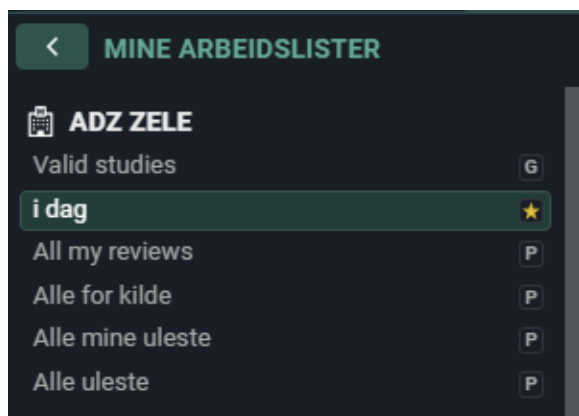 MINE ARBEIDSLISTER
ADZ ZELE
Valid studies G
i dag
All my reviews P
Alle for kilde P
Alle mine uleste P
Alle uleste P